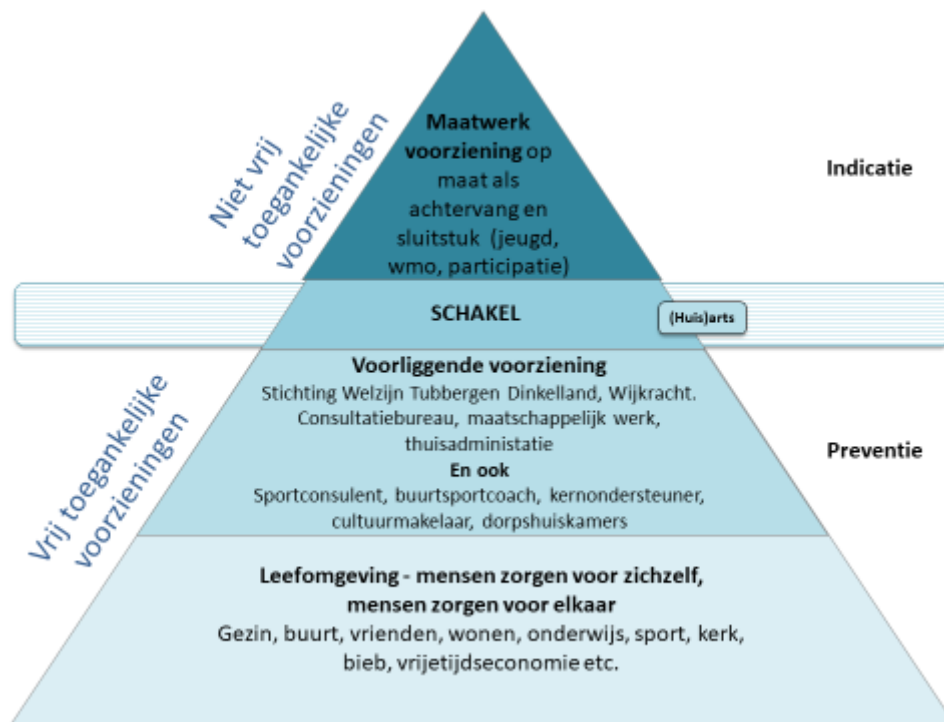 Niet vrij
toegankelijke
voorzieningen
Maatwerk
voorziening op
maat als
achtervang en
sluitstuk (jeugd,
wmo, participatie)
Indicatie
SCHAKEL
(Huis)arts
Vrij toegankelijke
voorzieningen
Voorliggende voorziening
Stichting Welzijn Tubbergen Dinkelland, Wijkracht.
Consultatiebureau, maatschappelijk werk,
thuisadministatie
En ook
Sportconsulent, buurtsportcoach, kernondersteuner,
cultuurmakelaar, dorpshuiskamers
Preventie
Leefomgeving - mensen zorgen voor zichzelf,
mensen zorgen voor elkaar
Gezin, buurt, vrienden, wonen, onderwijs, sport, kerk,
bieb, vrijetijdseconomie etc.